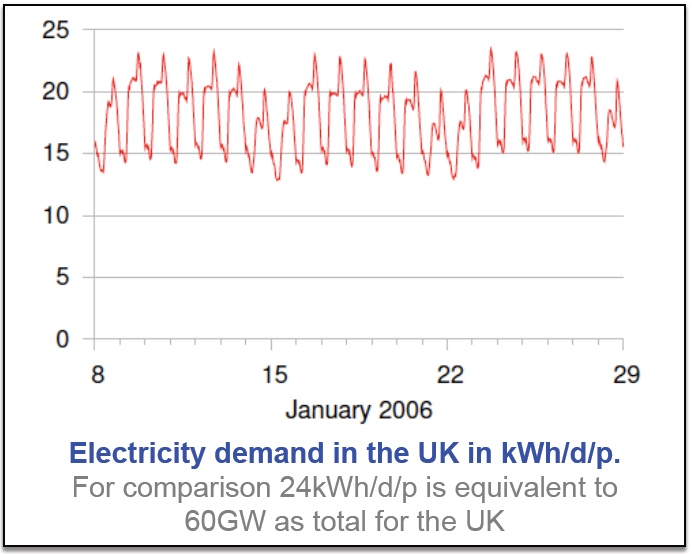 25
20
15
10
5
0
8 15 22 29
January 2006
Electricity demand in the UK in kWh/d/p.
For comparison 24kWh/d/p is equivalent to
60GW as total for the UK